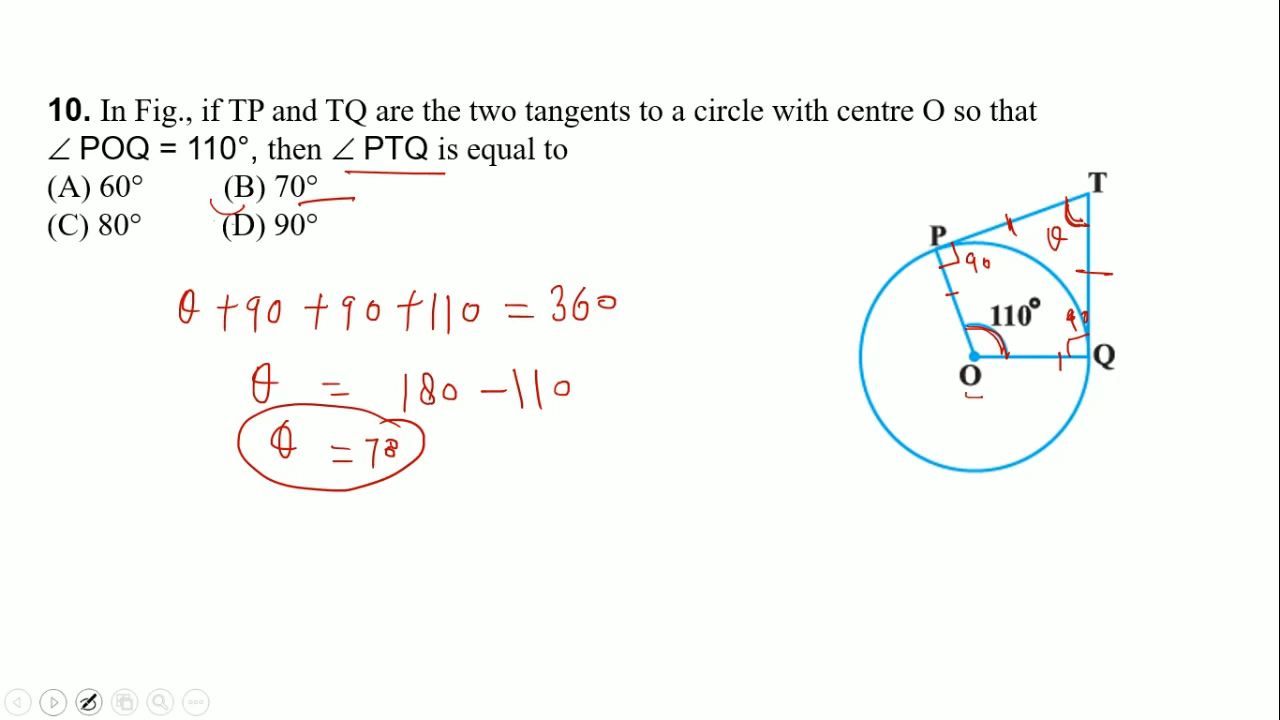 10. In Fig., if TP and TQ are the two tangents to a circle with centre O so that
∠ POQ = 110°, then ∠ PTQ is equal to
(A) 60° (B) 70°
(C) 80° (D) 90°
T
P
θ
90
110°
90
Q
O
θ + 90 + 90 + 110 = 360
θ = 180 - 110
θ =